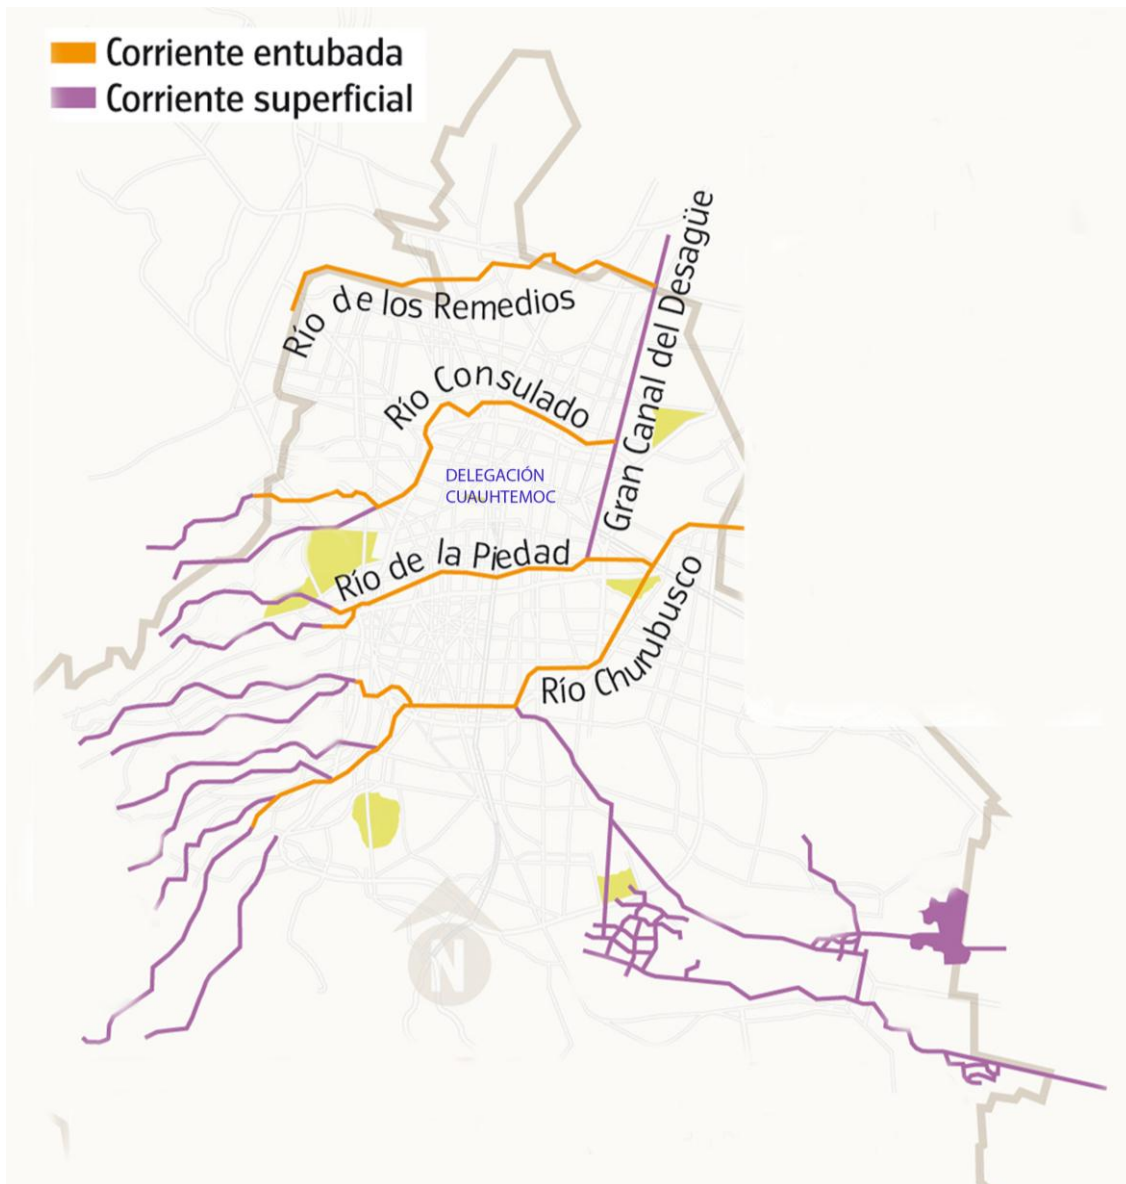 Corriente entubada
Corriente superficial
Gran Canal del Desagüe
Río de los Remedios
Río Consulado
DELEGACIÓN
CUAUHTEMOC
Río de la Piedad
Río Churubusco
N